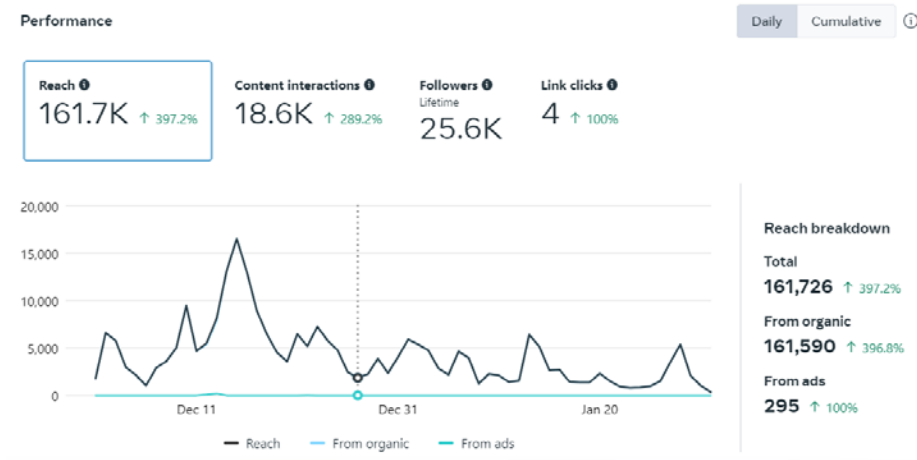 Performance
Daily Cumulative
Reach
161.7K ↑ 397.2%
Content interactions
18.6K ↑ 289.2%
Followers
Lifetime
25.6K
Link clicks
4 ↑ 100%
20,000
15,000
10,000
5,000
0
Dec 11 Dec 31 Jan 20
Reach From organic From ads
Reach breakdown
Total
161,726 ↑ 397.2%
From organic
161,590 ↑ 396.8%
From ads
295 ↑ 100%